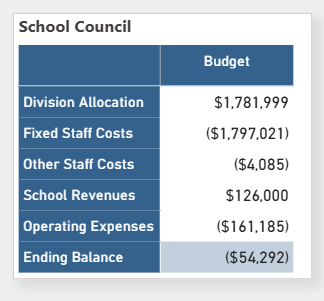 School Council
Budget
Division Allocation $1,781,999
Fixed Staff Costs ($1,797,021)
Other Staff Costs ($4,085)
School Revenues $126,000
Operating Expenses ($161,185)
Ending Balance ($54,292)